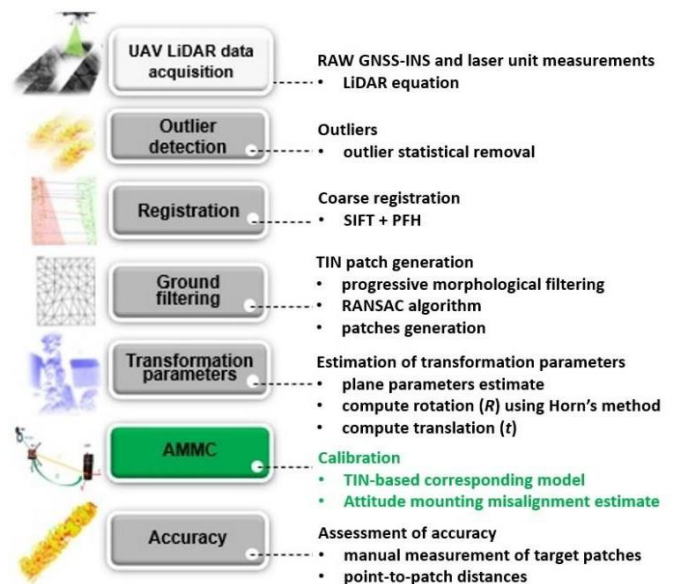 UAV LiDAR data
acquisition
RAW GNSS-INS and laser unit measurements
• LiDAR equation
Outlier
detection
Outliers
• outlier statistical removal
Registration
Coarse registration
• SIFT + PFH
Ground
filtering
TIN patch generation
• progressive morphological filtering
• RANSAC algorithm
• patches generation
Transformation
parameters
Estimation of transformation parameters
• plane parameters estimate
• compute rotation (R) using Horn's method
• compute translation (t)
AMMC
Calibration
• TIN-based corresponding model
• Attitude mounting misalignment estimate
Accuracy
Assessment of accuracy
• manual measurement of target patches
• point-to-patch distances